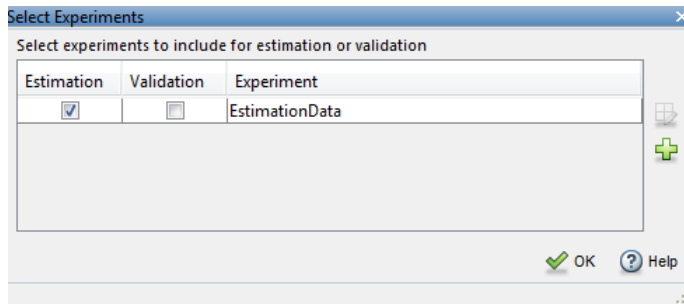 Select Experiments
Select experiments to include for estimation or validation
Estimation Validation Experiment
EstimationData
OK Help